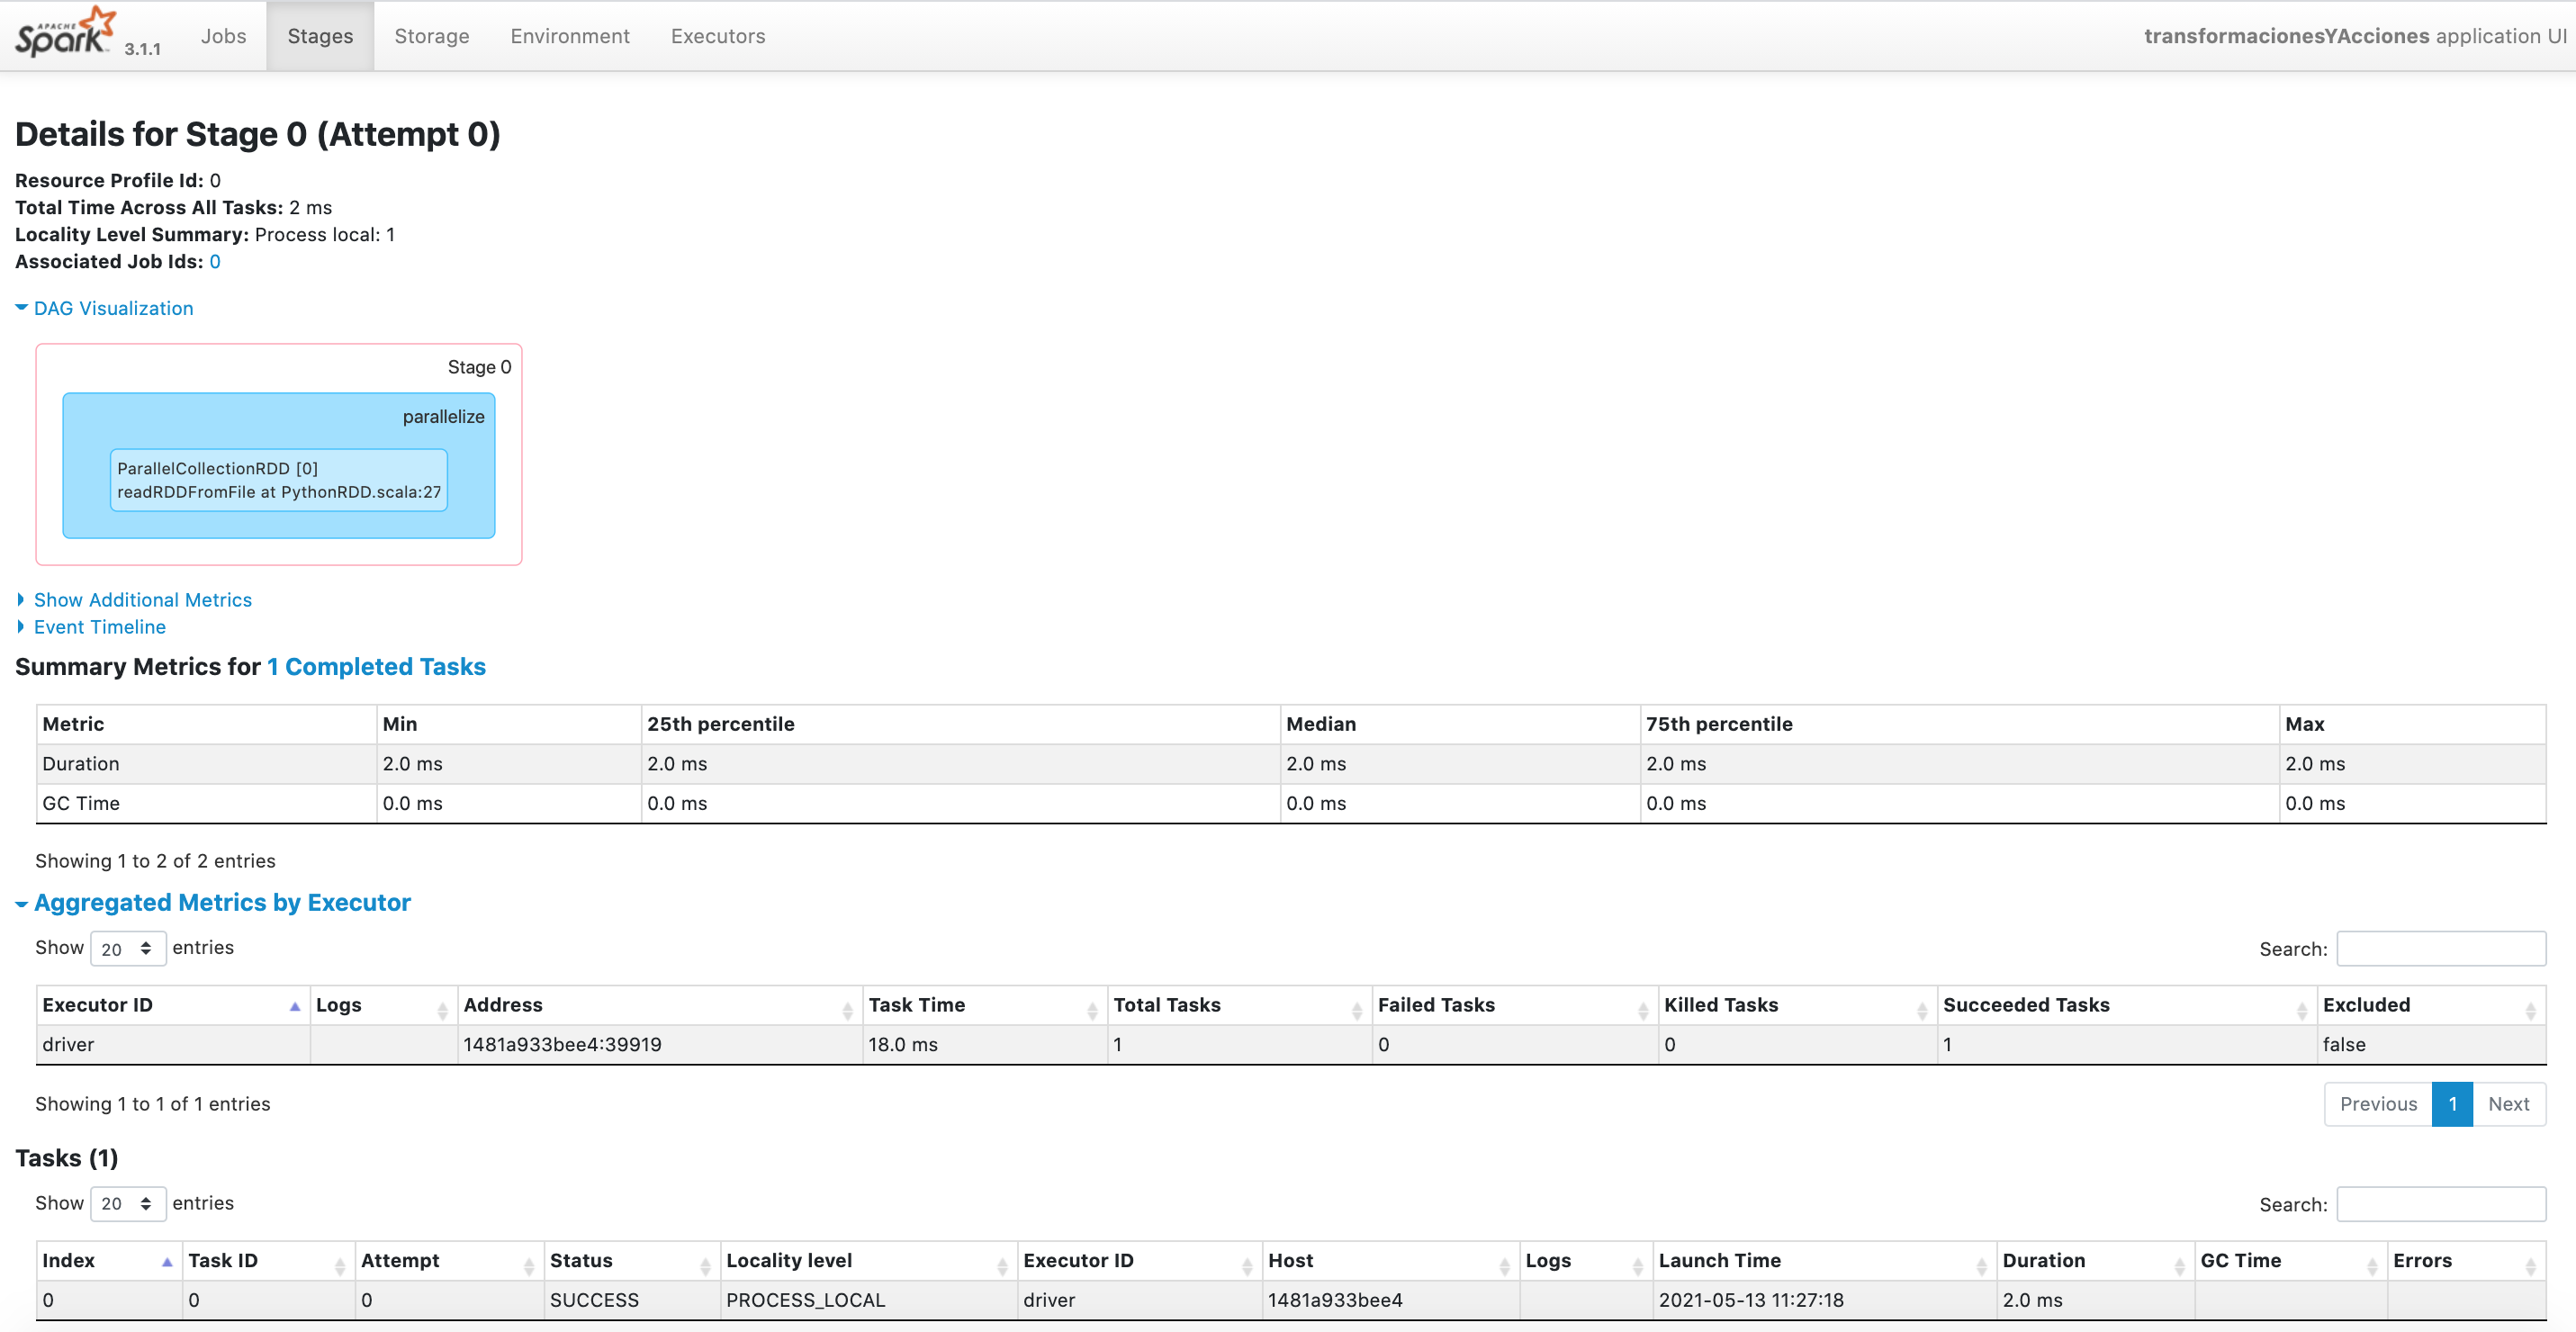 APACHE
Spark 3.1.1 Jobs Stages Storage Environment Executors transformacionesYAcciones application UI
Details for Stage 0 (Attempt 0)
Resource Profile Id: 0
Total Time Across All Tasks: 2 ms
Locality Level Summary: Process local: 1
Associated Job Ids: 0
DAG Visualization
Stage 0
parallelize
ParallelCollectionRDD [0]
readRDDFromFile at PythonRDD.scala:27
Show Additional Metrics
Event Timeline
Summary Metrics for 1 Completed Tasks
Metric Min 25th percentile Median 75th percentile Max
Duration 2.0 ms 2.0 ms 2.0 ms 2.0 ms 2.0 ms
GC Time 0.0 ms 0.0 ms 0.0 ms 0.0 ms 0.0 ms
Showing 1 to 2 of 2 entries
Aggregated Metrics by Executor
Show 20 entries Search:
Executor ID Logs Address Task Time Total Tasks Failed Tasks Killed Tasks Succeeded Tasks Excluded
driver 1481a933bee4:39919 18.0 ms 1 0 0 1 false
Showing 1 to 1 of 1 entries Previous 1 Next
Tasks (1)
Show 20 entries Search:
Index Task ID Attempt Status Locality level Executor ID Host Logs Launch Time Duration GC Time Errors
0 0 0 SUCCESS PROCESS_LOCAL driver 1481a933bee4 2021-05-13 11:27:18 2.0 ms